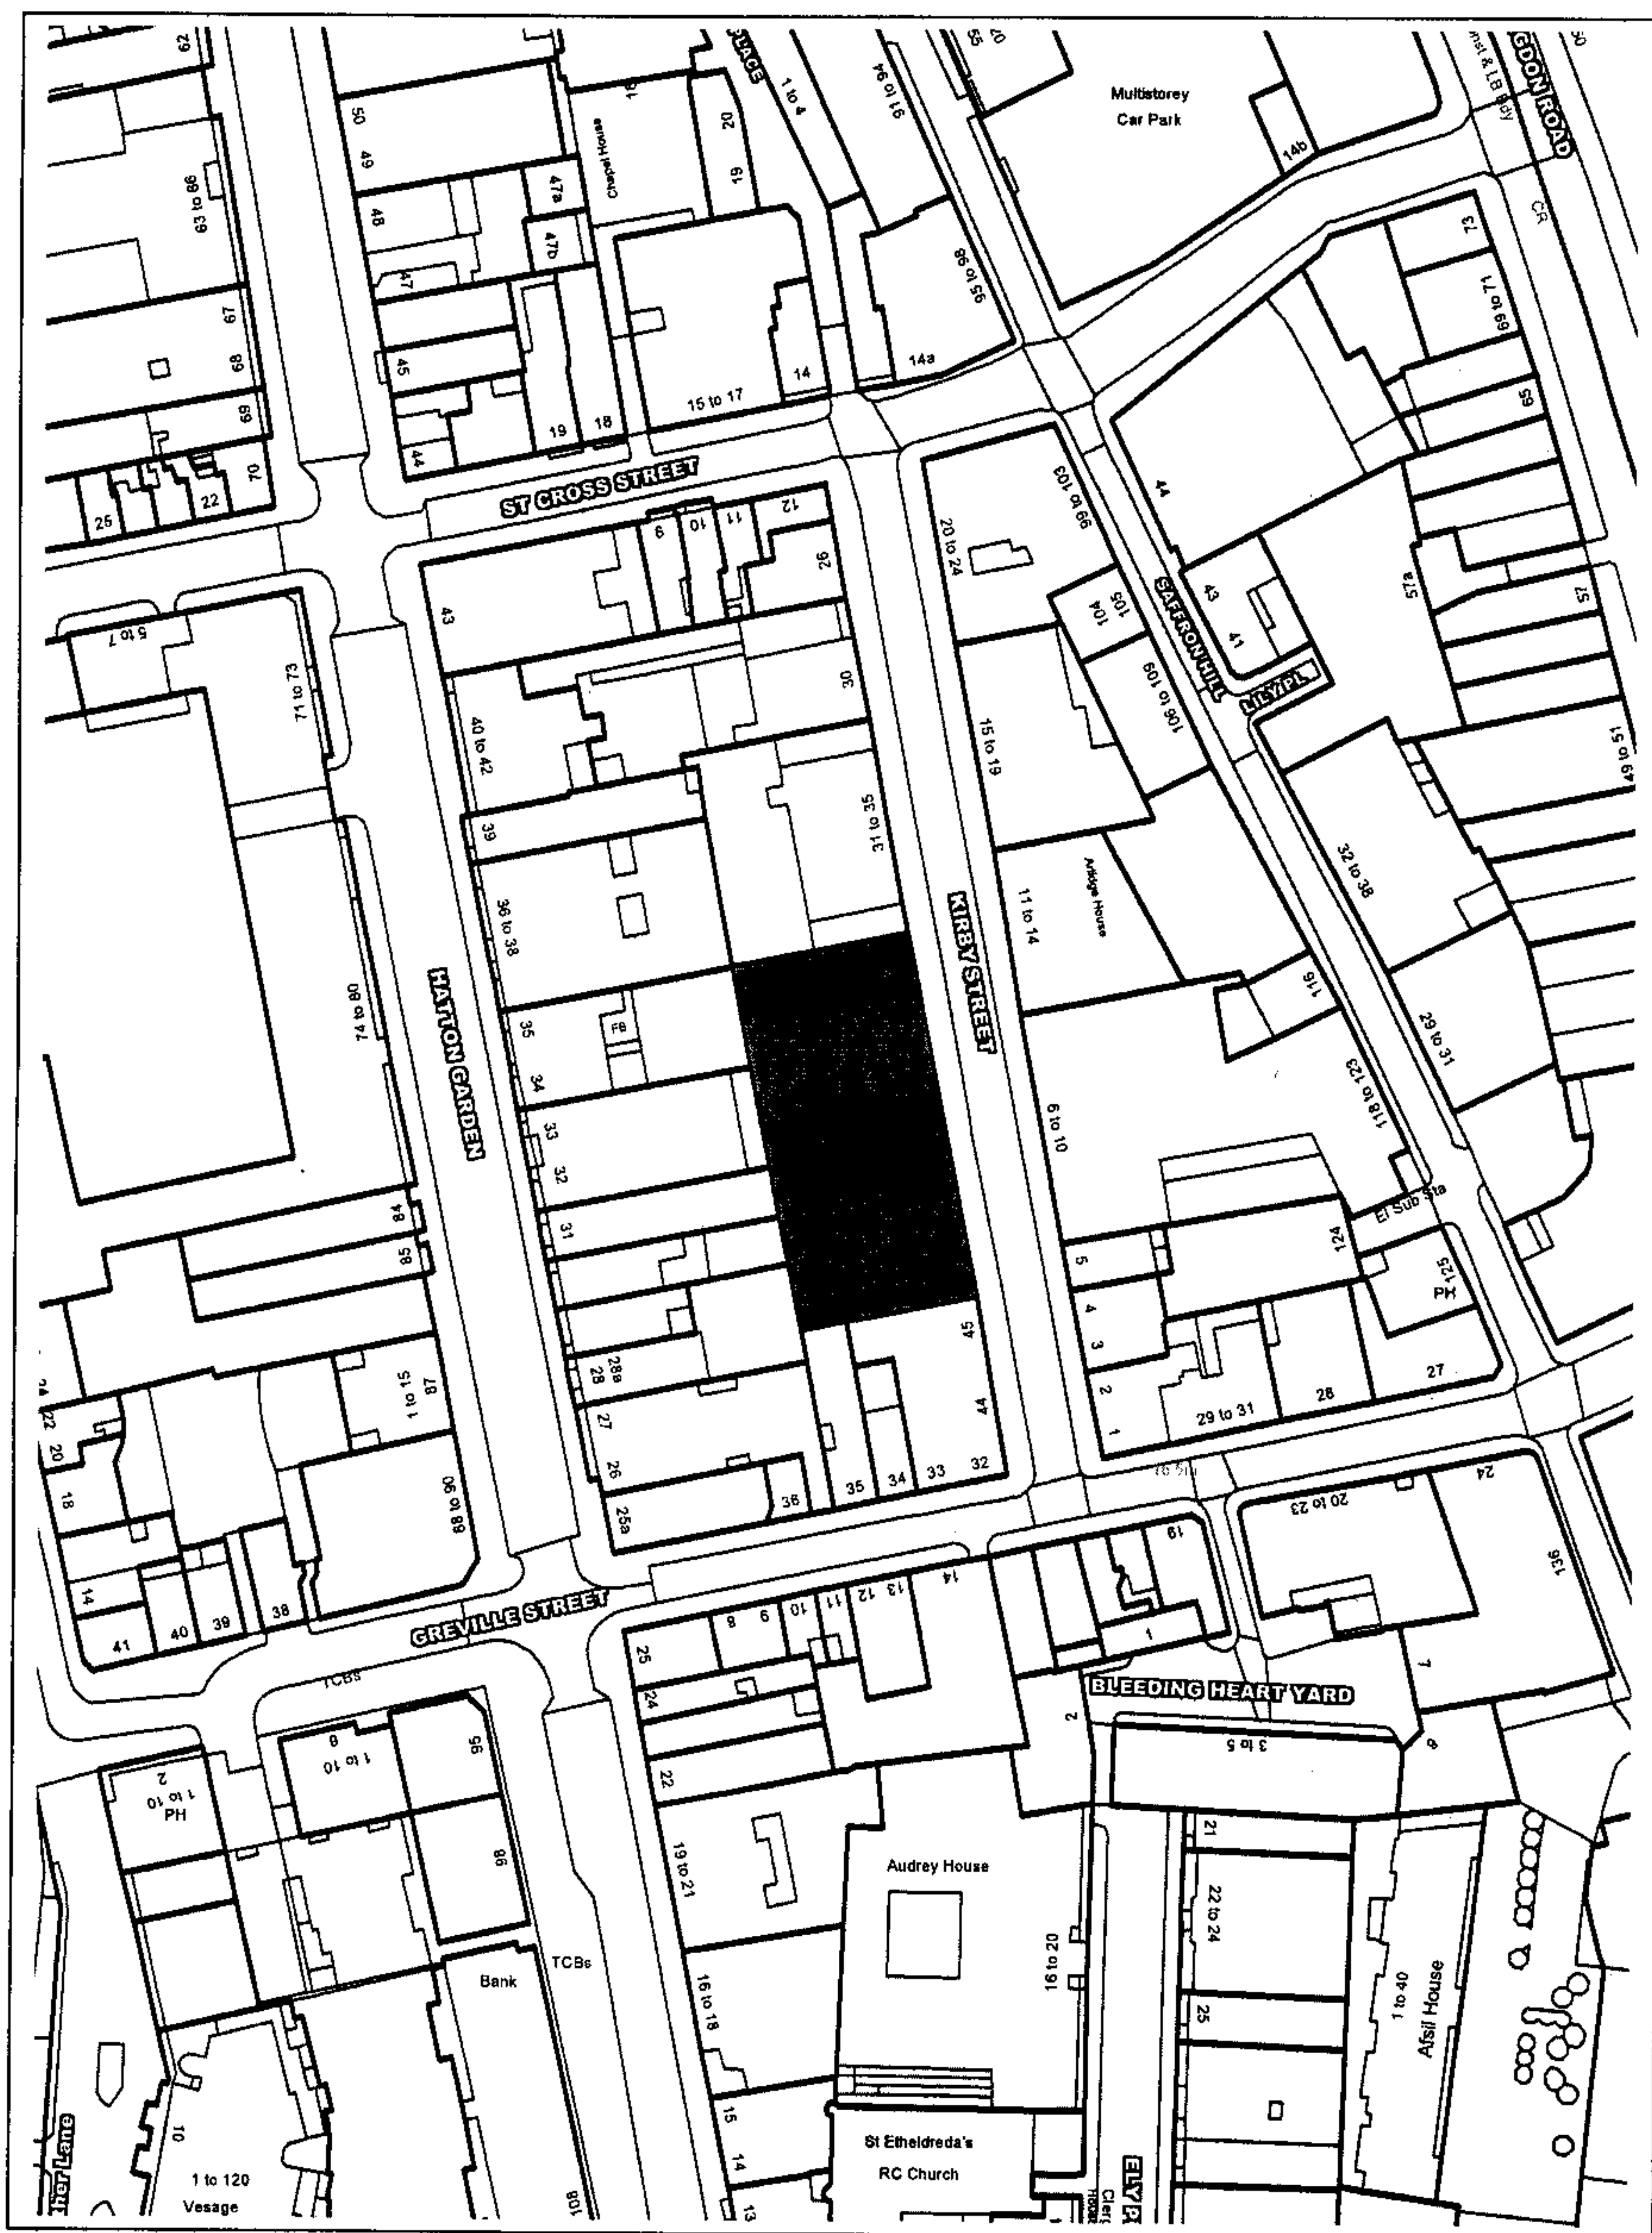 62
63 to 66
67
68
69
70
22
25
50
49
48
47
47a
47b
45
44
19
18
Chapel House
20
19
1 to 4
91 to 94
95 to 98
14a
14
15 to 17
Multistorey
Car Park
14b
GDON ROAD
CR
73
69 to 71
65
57a
57
49 to 51
ST CROSS STREET
9
10
11
12
26
30
31 to 35
43
40 to 42
39
36 to 38
35
34
FB
33
32
31
28
28a
27
26
25a
36
35
34
33
32
44
45
5 to 7
71 to 73
74 to 80
84
85
1 to 15
87
88 to 90
HATTON GARDEN
KIRBY STREET
20 to 24
99 to 103
104
105
106 to 109
15 to 19
11 to 14
Arlidge House
116
118 to 123
9 to 10
SAFFRON HILL
LILY PL
44
43
41
32 to 38
29 to 31
El Sub Sta
124
125
PH
5
4
3
2
1
29 to 31
28
27
22
20
18
14
41
40
39
38
GREVILLE STREET
TCBs
25
24
22
8
9
10
11
12
13
14
19
1
20 to 23
24
136
BLEEDING HEART YARD
2
3 to 5
7
6
2
1 to 10
PH
1 to 10
95
98
19 to 21
16 to 18
15
14
13
Audrey House
16 to 20
21
22 to 24
25
1 to 40
Afsil House
TCBs
Bank
108
her Lane
10
1 to 120
Vesage
St Etheldreda's
RC Church
ELY P